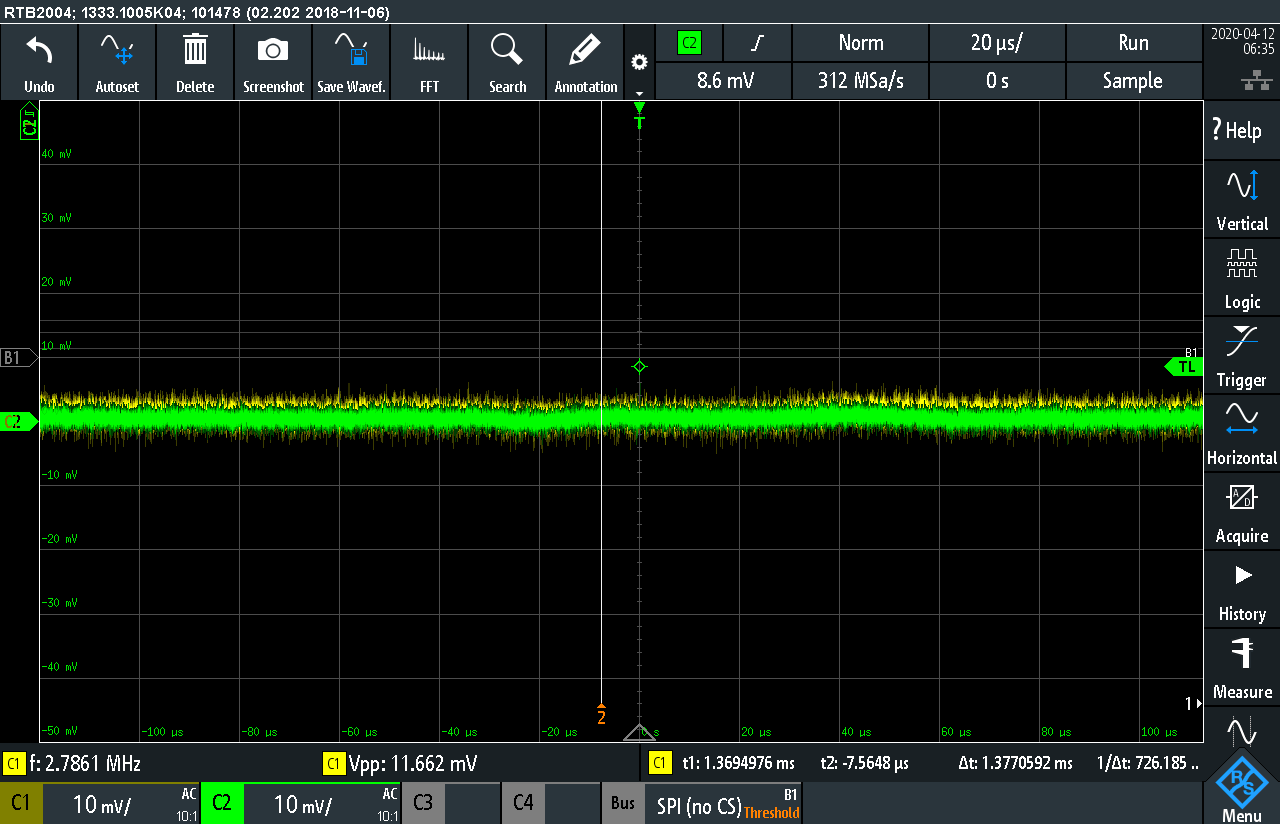 RTB2004; 1333.1005K04; 101478 (02.202 2018-11-06)
Undo
Autoset
Delete
Screenshot
Save Wavef.
FFT
Search
Annotation
C2
Norm
20 µs/
Run
8.6 mV
312 MSa/s
0 s
Sample
2020-04-12
06:35
? Help
Vertical
Logic
Trigger
Horizontal
Acquire
History
Measure
Menu
C2
T
40 mV
30 mV
20 mV
10 mV
B1
B1
TL
C2
-10 mV
-20 mV
-30 mV
-40 mV
-50 mV
2
1
-100 µs
-80 µs
-60 µs
-40 µs
-20 µs
0 s
20 µs
40 µs
60 µs
80 µs
100 µs
C1 f: 2.7861 MHz
C1 Vpp: 11.662 mV
C1 t1: 1.3694976 ms t2: -7.5648 µs Δt: 1.3770592 ms 1/Δt: 726.185 ..
C1 10 mV/ AC 10:1
C2 10 mV/ AC 10:1
C3
C4
Bus SPI (no CS) B1 Threshold
R&S